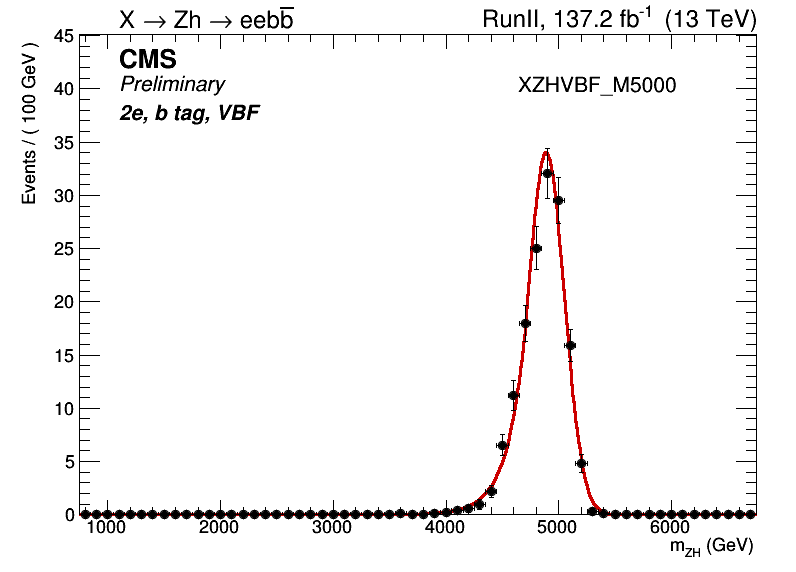 X → Zh → eebb̅ RunII, 137.2 fb⁻¹ (13 TeV)
CMS
Preliminary
2e, b tag, VBF
XZHVBF_M5000
Events / ( 100 GeV )
45
40
35
30
25
20
15
10
5
0
1000 2000 3000 4000 5000 6000
m_ZH (GeV)